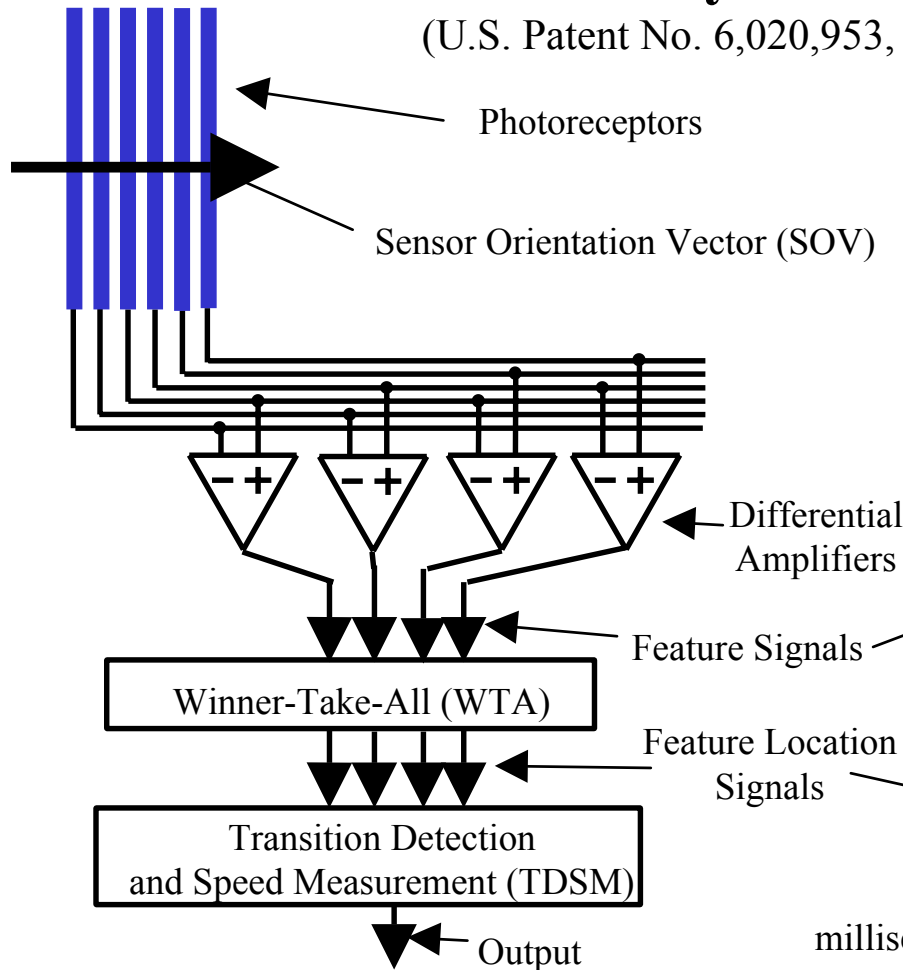 (U.S. Patent No. 6,020,953,
Photoreceptors
Sensor Orientation Vector (SOV)
− +
− +
− +
− +
Differential
Amplifiers
Feature Signals
Winner-Take-All (WTA)
Feature Location
Signals
Transition Detection
and Speed Measurement (TDSM)
Output